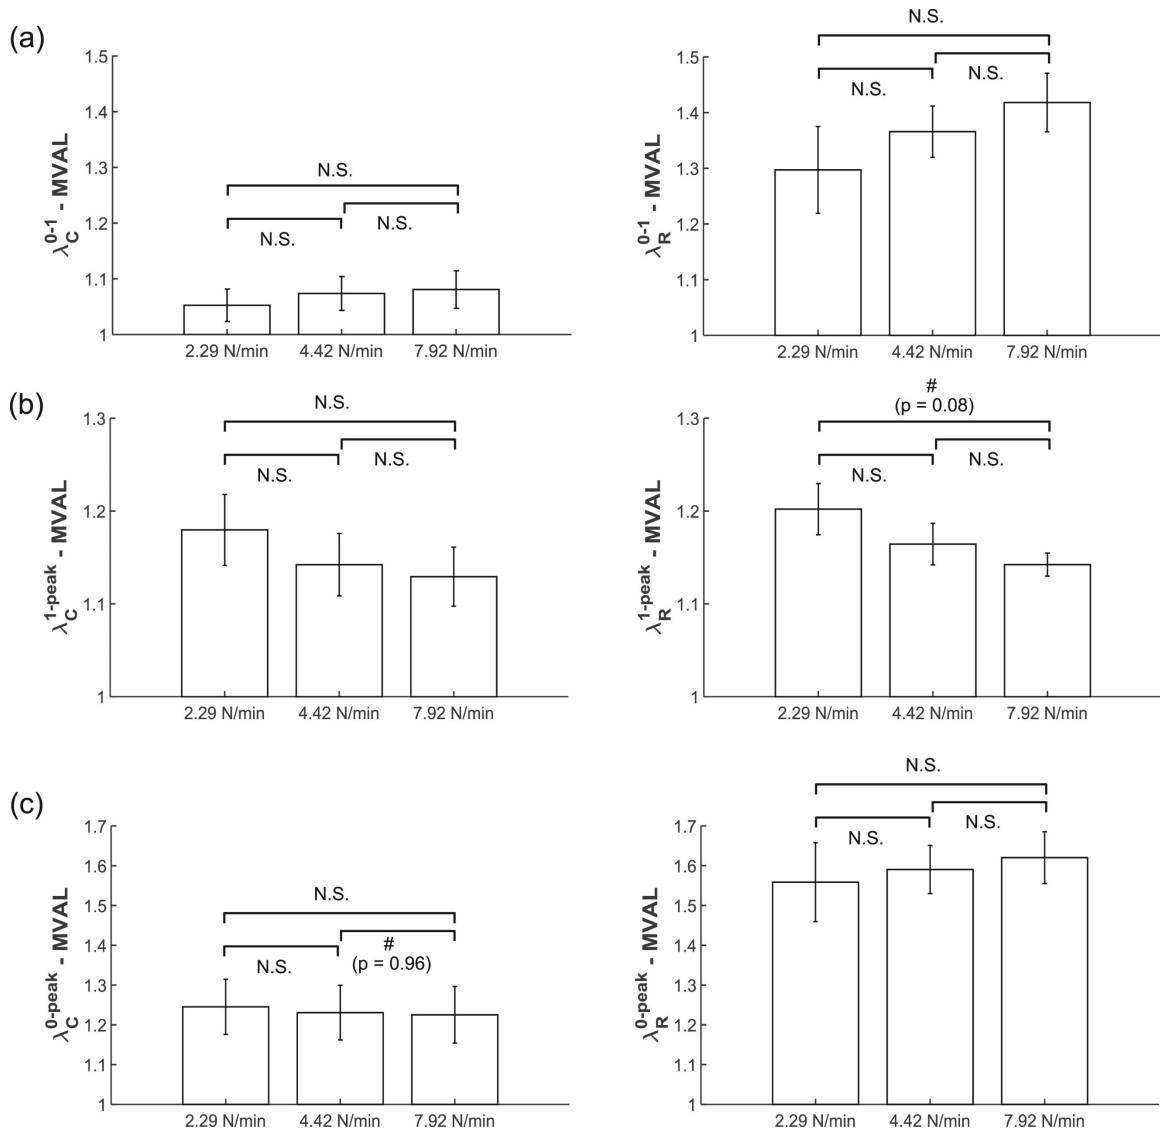 (a)
λC0-1 - MVAL
1.5
1.4
1.3
1.2
1.1
1
N.S.
N.S.
N.S.
2.29 N/min 4.42 N/min 7.92 N/min
λR0-1 - MVAL
1.5
1.4
1.3
1.2
1.1
1
N.S.
N.S.
N.S.
2.29 N/min 4.42 N/min 7.92 N/min
(b)
λC1-peak - MVAL
1.3
1.2
1.1
1
N.S.
N.S.
N.S.
2.29 N/min 4.42 N/min 7.92 N/min
λR1-peak - MVAL
1.3
1.2
1.1
1
#
(p = 0.08)
N.S.
N.S.
2.29 N/min 4.42 N/min 7.92 N/min
(c)
λC0-peak - MVAL
1.7
1.6
1.5
1.4
1.3
1.2
1.1
1
N.S.
#
(p = 0.96)
N.S.
2.29 N/min 4.42 N/min 7.92 N/min
λR0-peak - MVAL
1.7
1.6
1.5
1.4
1.3
1.2
1.1
1
N.S.
N.S.
N.S.
2.29 N/min 4.42 N/min 7.92 N/min